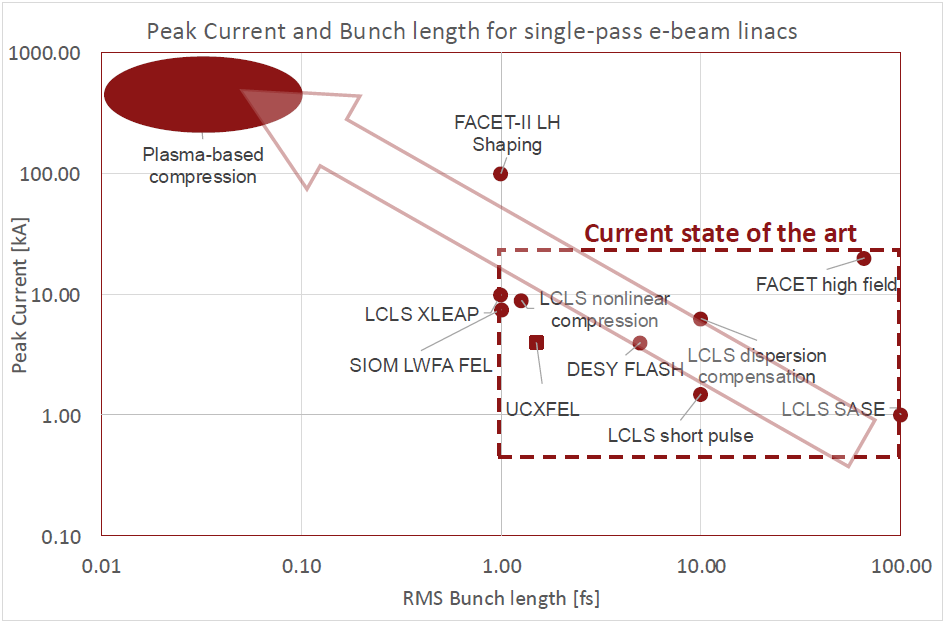 Peak Current and Bunch length for single-pass e-beam linacs
1000.00
100.00
10.00
1.00
0.10
Peak Current [kA]
Plasma-based
compression
FACET-II LH
Shaping
Current state of the art
FACET high field
LCLS XLEAP
LCLS nonlinear
compression
SIOM LWFA FEL
DESY FLASH
LCLS dispersion
compensation
UCXFEL
LCLS SASE
LCLS short pulse
0.01
0.10
1.00
10.00
100.00
RMS Bunch length [fs]